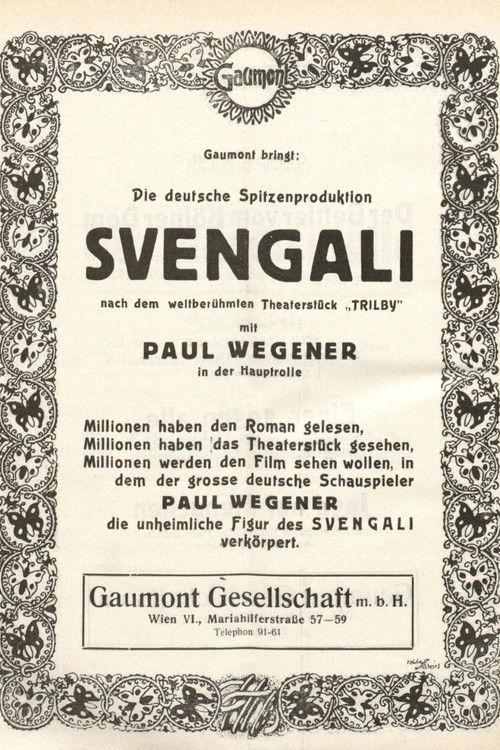 Gaumont
Gaumont bringt:
Die deutsche Spitzenproduktion
SVENGALI
nach dem weltberühmten Theaterstück „TRILBY"
mit
PAUL WEGENER
in der Hauptrolle
Millionen haben den Roman gelesen,
Millionen haben das Theaterstück gesehen,
Millionen werden den Film sehen wollen, in
dem der grosse deutsche Schauspieler
PAUL WEGENER
die unheimliche Figur des SVENGALI
verkörpert.
Gaumont Gesellschaft m. b. H.
Wien VI., Mariahilferstraße 57—59
Telephon 91-61